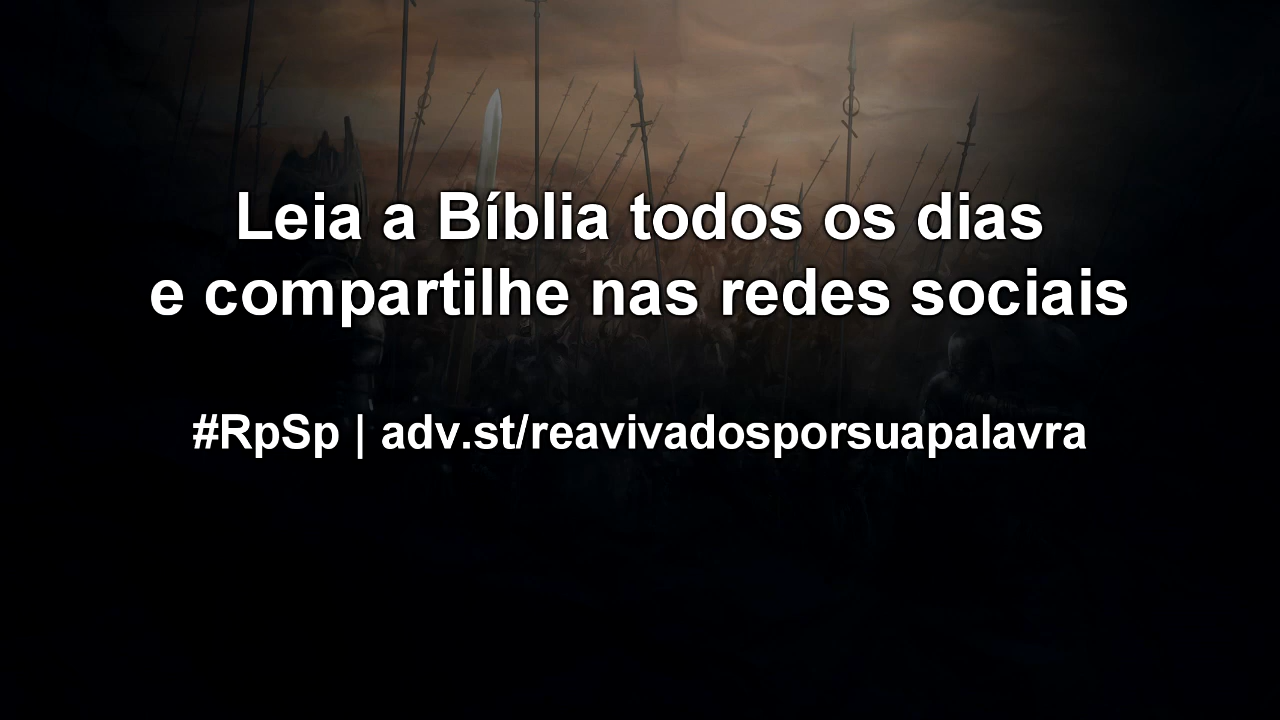 Leia a Bíblia todos os dias
e compartilhe nas redes sociais
#RpSp | adv.st/reavivadosporsuapalavra